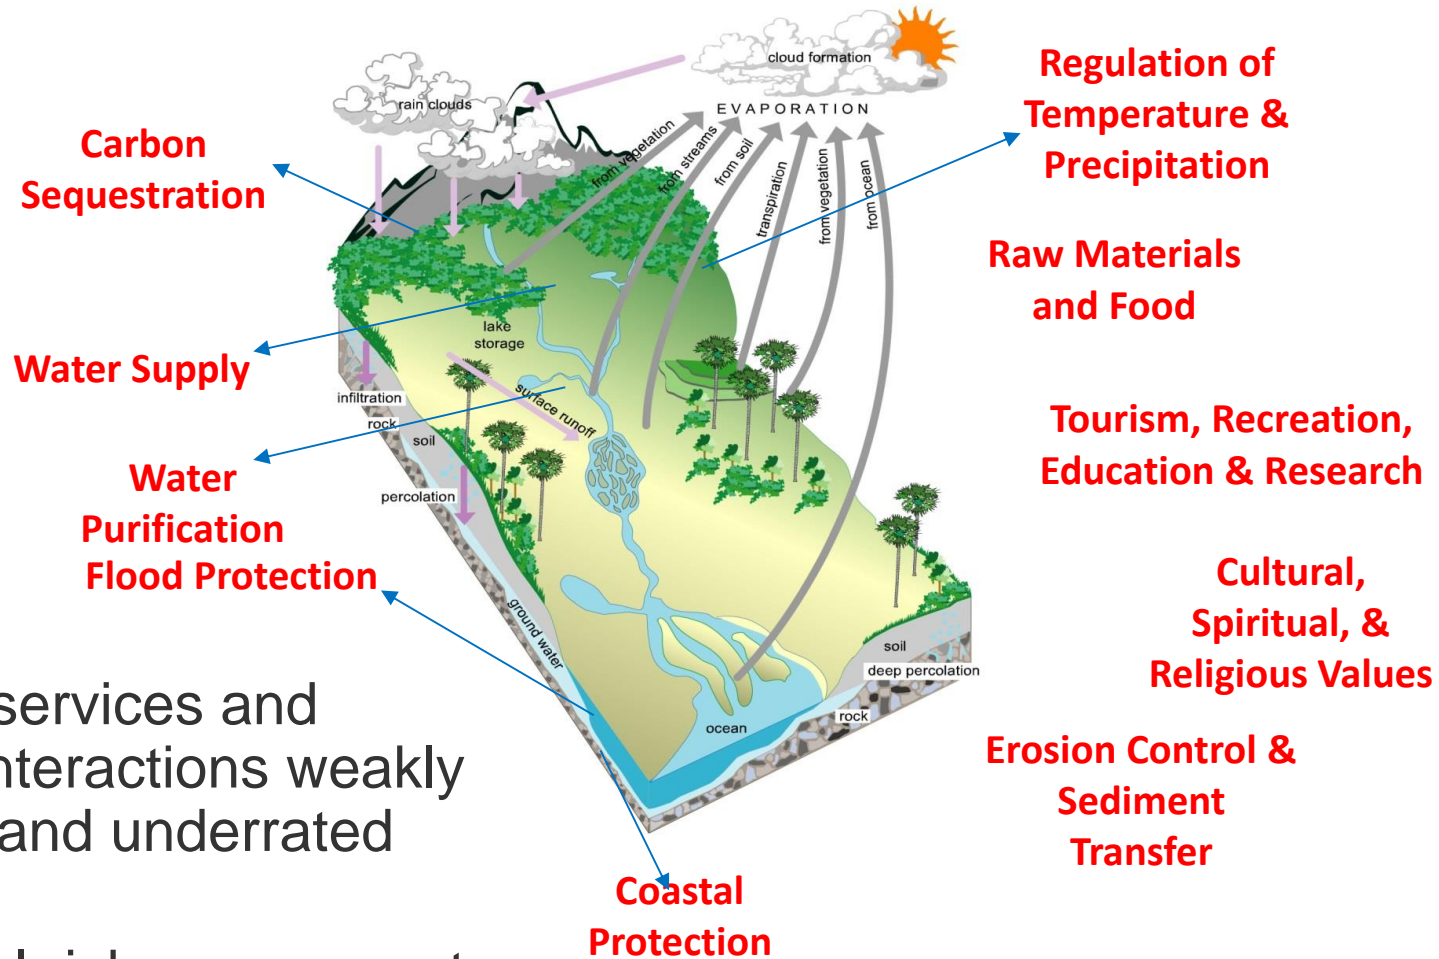 cloud formation
rain clouds
EVAPORATION
from vegetation
from streams
from soil
transpiration
from vegetation
from ocean
Regulation of
Temperature &
Precipitation
Carbon
Sequestration
Raw Materials
and Food
lake
storage
Water Supply
surface runoff
infiltration
rock
soil
Tourism, Recreation,
Education & Research
Water
Purification
percolation
Flood Protection
Cultural,
Spiritual, &
Religious Values
ground water
soil
deep percolation
rock
ocean
services and
nteractions weakly
and underrated
Erosion Control &
Sediment
Transfer
Coastal
Protection